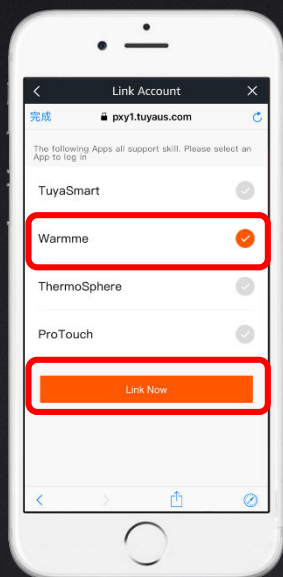 Link Account
完成
pxy1.tuyaus.com
The following Apps all support skill. Please select an
App to log in
TuyaSmart
Warmme
ThermoSphere
ProTouch
Link Now